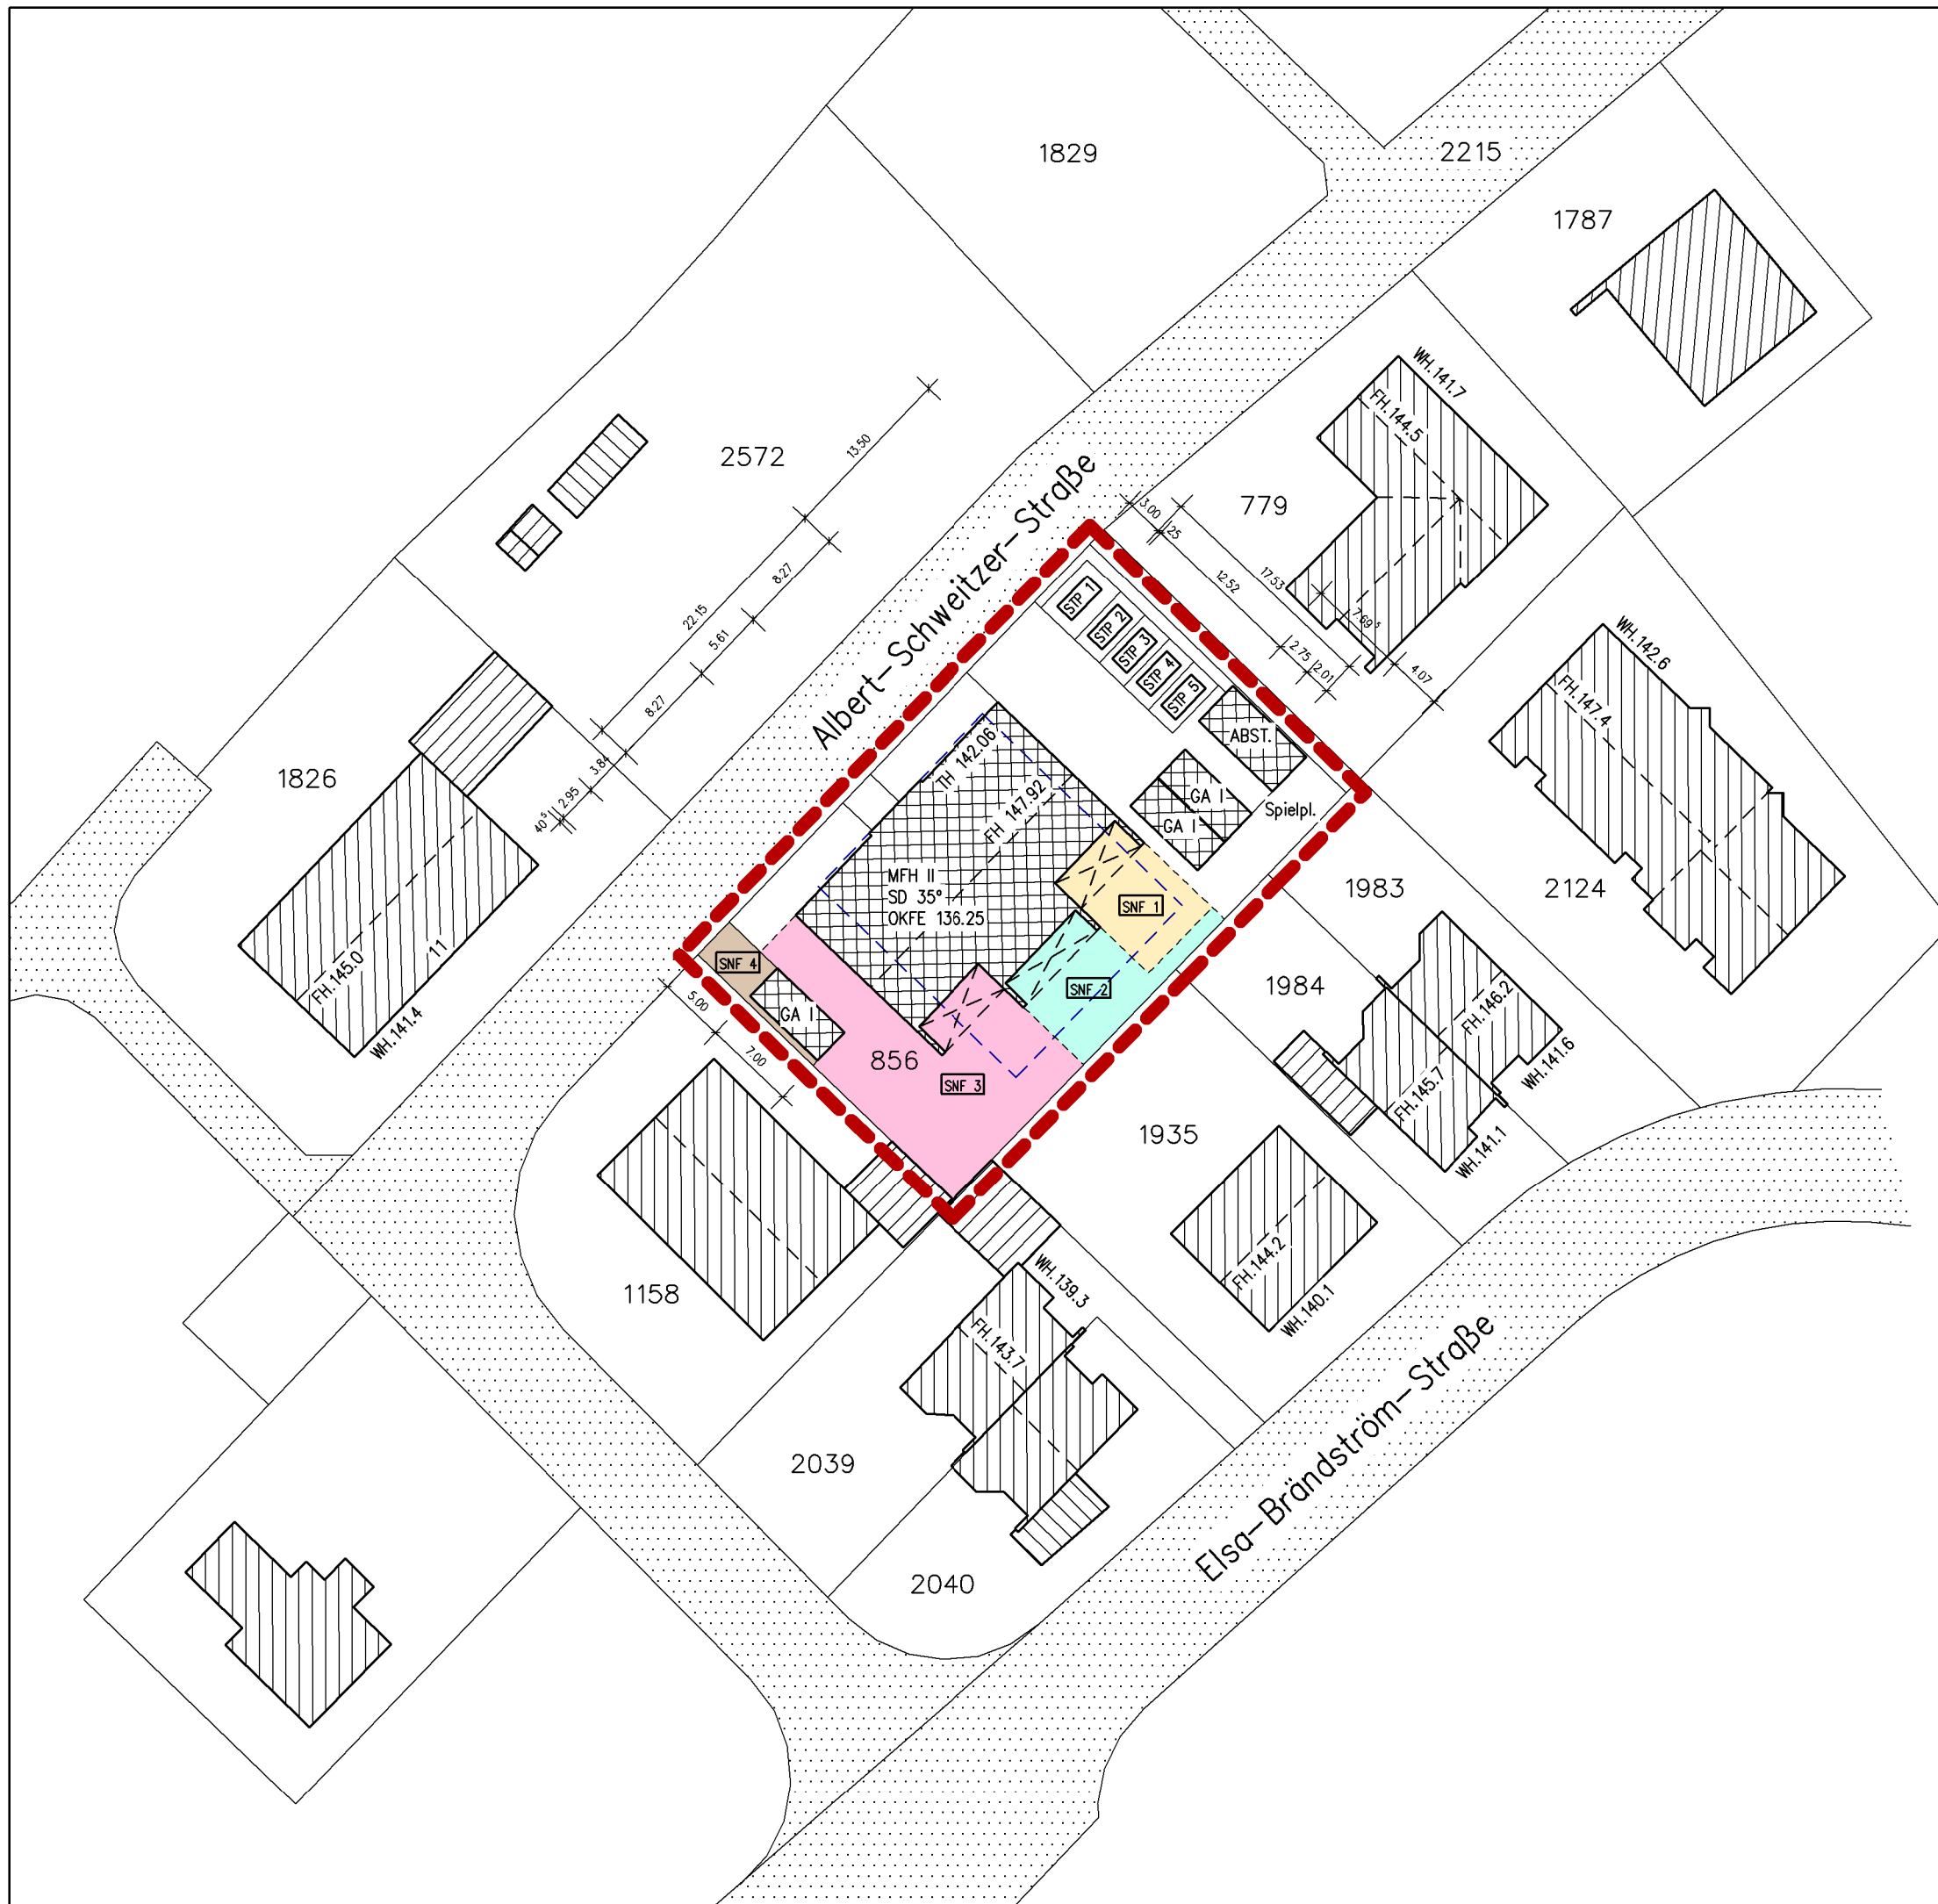 1829
2215
1787
2572
13.50
WH.141.7
FH.144.5
779
Albert-Schweitzer-Straße
3.00
25
12.52
17.53
7.69⁵
2.75
2.01
4.07
8.27
22.15
5.61
8.27
3.84
2.95
40⁵
STP 1
STP 2
STP 3
STP 4
STP 5
ABST.
GA I
GA I
Spielpl.
TH 142.06
FH 147.92
MFH II
SD 35°
OKFE 136.25
WH.142.6
FH.147.4
1826
FH.145.0
11
WH.141.4
SNF 1
SNF 2
SNF 4
GA I
856
SNF 3
5.00
7.00
1983
2124
1984
FH.146.2
WH.141.6
FH.145.7
WH.141.1
1935
FH.144.2
WH.140.1
1158
WH.139.3
FH.143.7
2039
2040
Elsa-Brändström-Straße